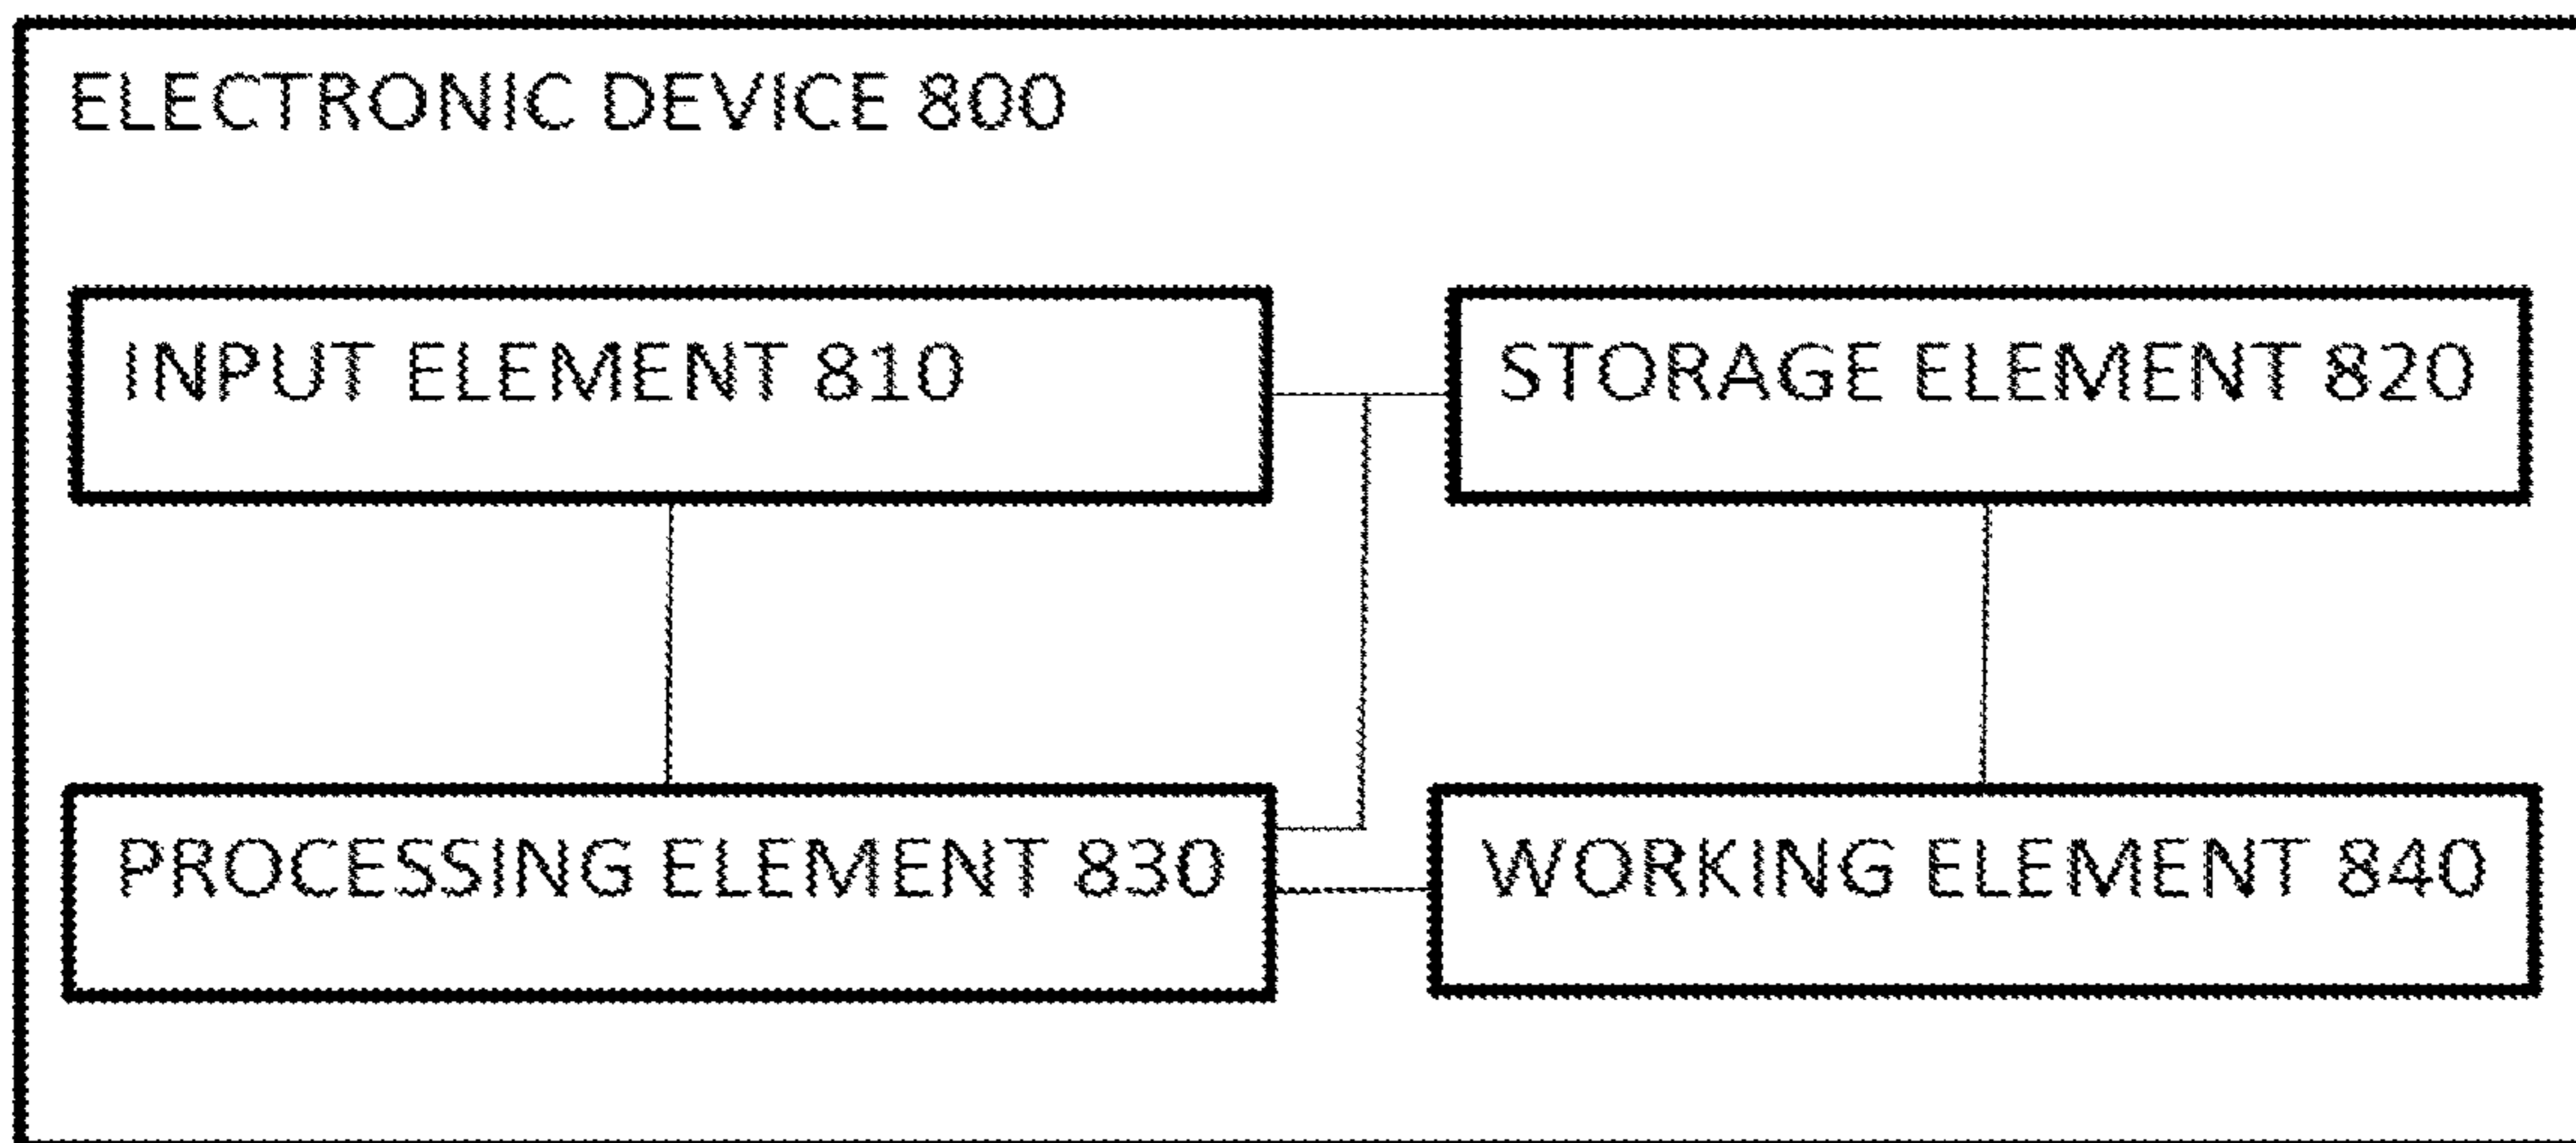 ELECTRONIC DEVICE 800
INPUT ELEMENT 810
STORAGE ELEMENT 820
PROCESSING ELEMENT 830
WORKING ELEMENT 840